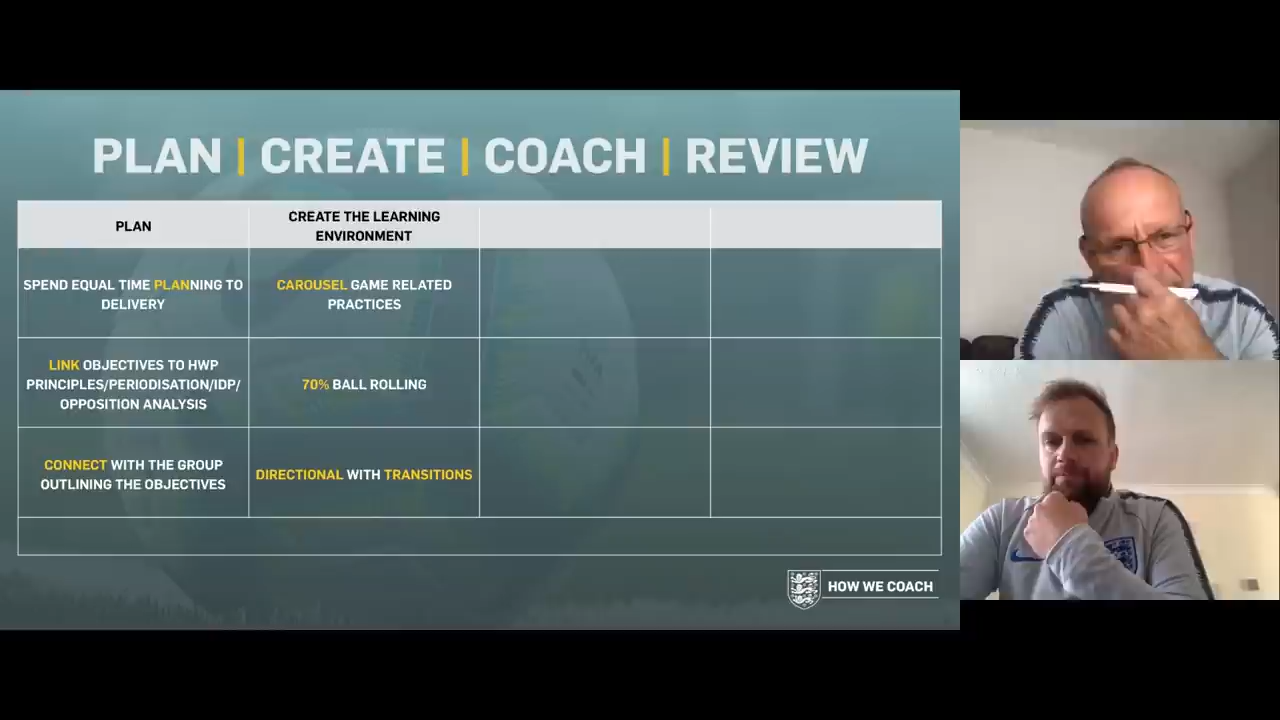 PLAN | CREATE | COACH | REVIEW
PLAN
CREATE THE LEARNING
ENVIRONMENT
SPEND EQUAL TIME PLANNING TO
DELIVERY
CAROUSEL GAME RELATED
PRACTICES
LINK OBJECTIVES TO HWP
PRINCIPLES/PERIODISATION/IDP/
OPPOSITION ANALYSIS
70% BALL ROLLING
CONNECT WITH THE GROUP
OUTLINING THE OBJECTIVES
DIRECTIONAL WITH TRANSITIONS
HOW WE COACH